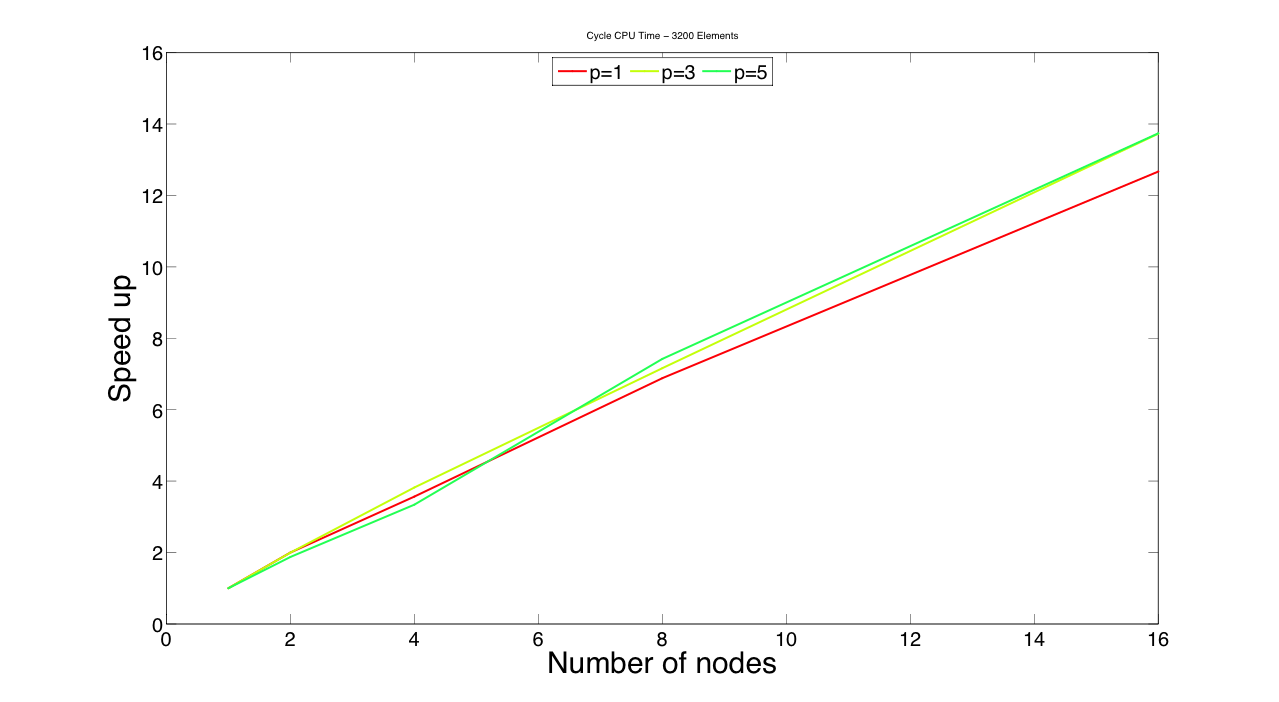 Cycle CPU Time – 3200 Elements
p=1 p=3 p=5
16
14
12
10
8
6
4
2
0
Speed up
0 2 4 6 8 10 12 14 16
Number of nodes